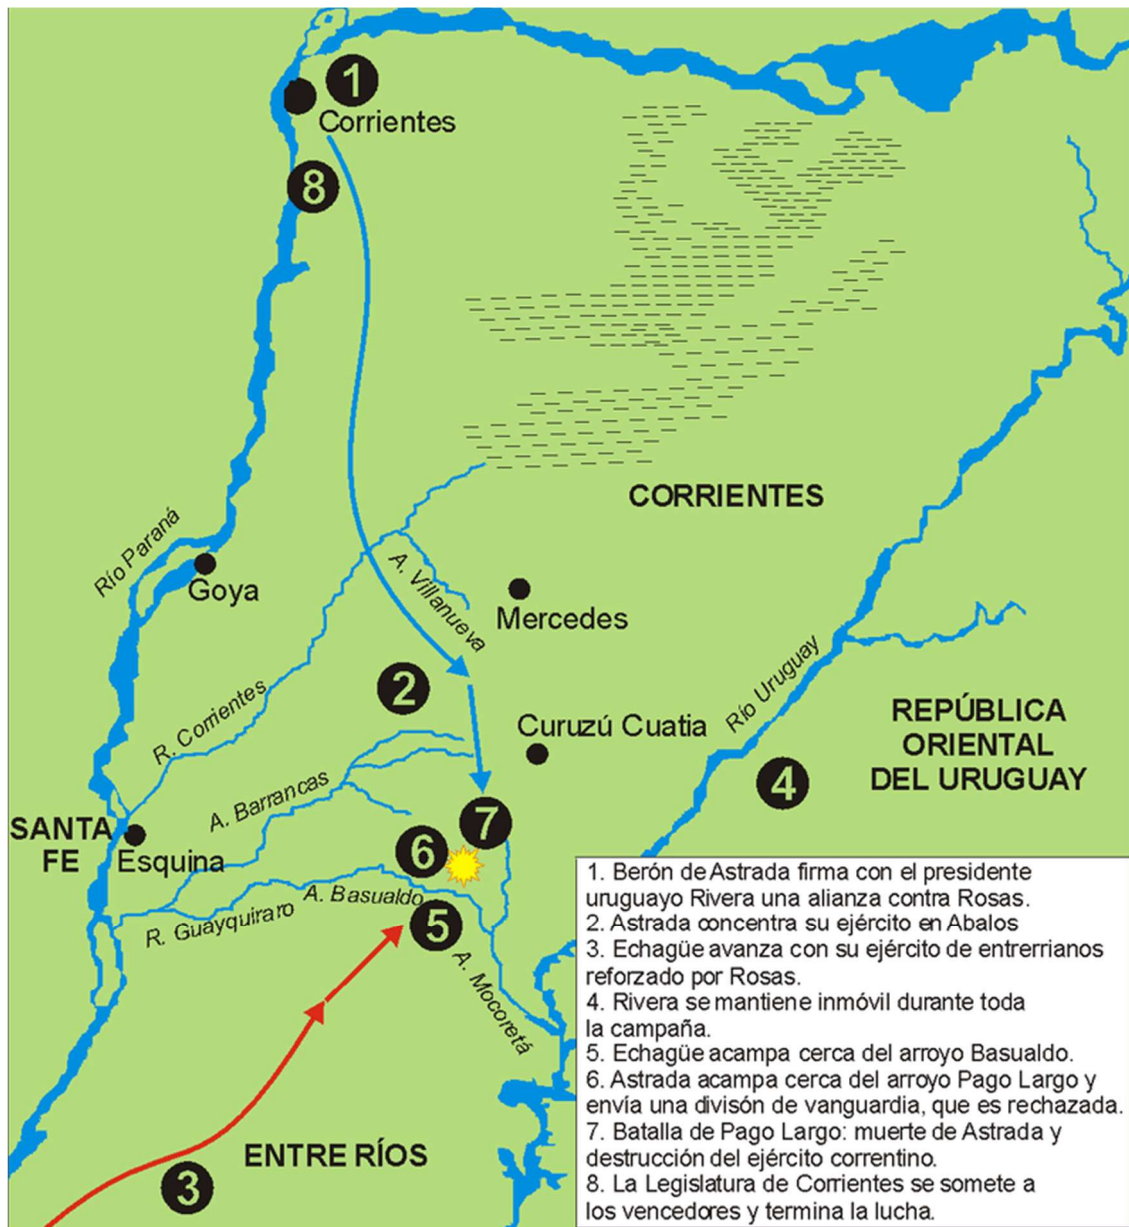 1
Corrientes
8
CORRIENTES
Río Paraná
Goya
A. Villanueva
Mercedes
2
R. Corrientes
Río Uruguay
Curuzú Cuatia
REPÚBLICA
ORIENTAL
DEL URUGUAY
4
A. Barrancas
7
SANTA
FE
Esquina
6
A. Basualdo
R. Guayquiraro
5
A. Mocoretá
ENTRE RÍOS
3
1. Berón de Astrada firma con el presidente
uruguayo Rivera una alianza contra Rosas.
2. Astrada concentra su ejército en Abalos
3. Echagüe avanza con su ejército de entrerrianos
reforzado por Rosas.
4. Rivera se mantiene inmóvil durante toda
la campaña.
5. Echagüe acampa cerca del arroyo Basualdo.
6. Astrada acampa cerca del arroyo Pago Largo y
envía una divisón de vanguardia, que es rechazada.
7. Batalla de Pago Largo: muerte de Astrada y
destrucción del ejército correntino.
8. La Legislatura de Corrientes se somete a
los vencedores y termina la lucha.